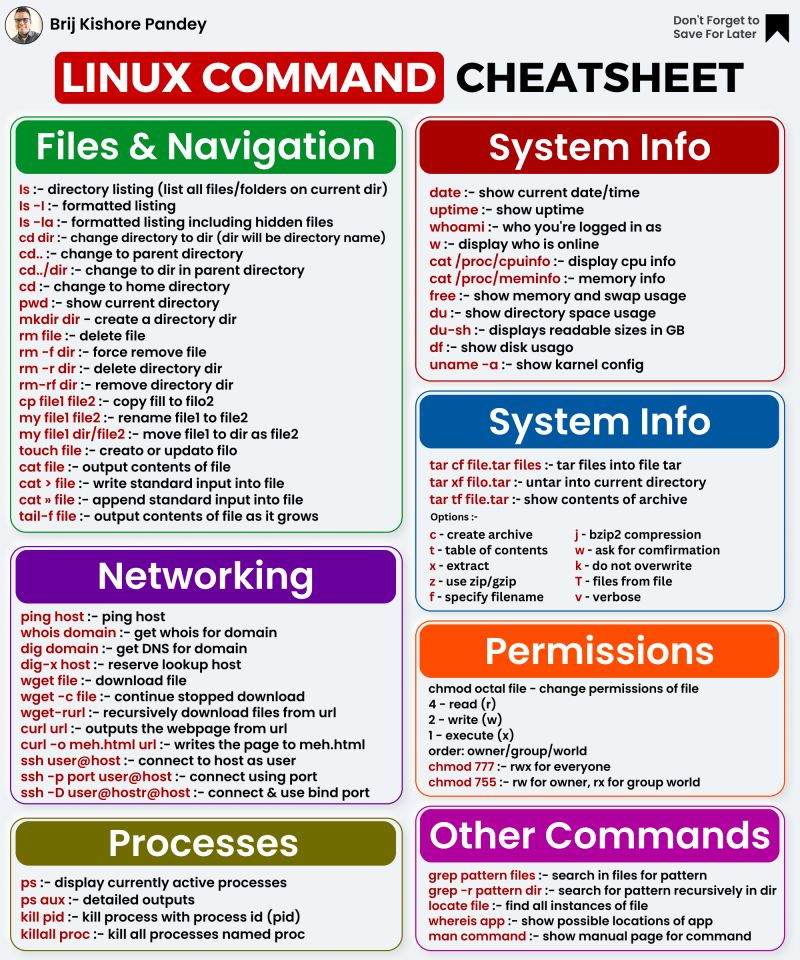 Brij Kishore Pandey
Don't Forget to
Save For Later
LINUX COMMAND CHEATSHEET
Files & Navigation
ls :- directory listing (list all files/folders on current dir)
ls -l :- formatted listing
ls -la :- formatted listing including hidden files
cd dir :- change directory to dir (dir will be directory name)
cd.. :- change to parent directory
cd../dir :- change to dir in parent directory
cd :- change to home directory
pwd :- show current directory
mkdir dir - create a directory dir
rm file :- delete file
rm -f dir :- force remove file
rm -r dir :- delete directory dir
rm-rf dir :- remove directory dir
cp file1 file2 :- copy fill to filo2
my file1 file2 :- rename file1 to file2
my file1 dir/file2 :- move file1 to dir as file2
touch file :- creato or updato filo
cat file :- output contents of file
cat > file :- write standard input into file
cat » file :- append standard input into file
tail-f file :- output contents of file as it grows
Networking
ping host :- ping host
whois domain :- get whois for domain
dig domain :- get DNS for domain
dig-x host :- reserve lookup host
wget file :- download file
wget -c file :- continue stopped download
wget-rurl :- recursively download files from url
curl url :- outputs the webpage from url
curl -o meh.html url :- writes the page to meh.html
ssh user@host :- connect to host as user
ssh -p port user@host :- connect using port
ssh -D user@hostr@host :- connect & use bind port
Processes
ps :- display currently active processes
ps aux :- detailed outputs
kill pid :- kill process with process id (pid)
killall proc :- kill all processes named proc
System Info
date :- show current date/time
uptime :- show uptime
whoami :- who you're logged in as
w :- display who is online
cat /proc/cpuinfo :- display cpu info
cat /proc/meminfo :- memory info
free :- show memory and swap usage
du :- show directory space usage
du-sh :- displays readable sizes in GB
df :- show disk usago
uname -a :- show karnel config
System Info
tar cf file.tar files :- tar files into file tar
tar xf filo.tar :- untar into current directory
tar tf file.tar :- show contents of archive
Options :-
c - create archive
t - table of contents
x - extract
z - use zip/gzip
f - specify filename
j - bzip2 compression
w - ask for comfirmation
k - do not overwrite
T - files from file
v - verbose
Permissions
chmod octal file - change permissions of file
4 - read (r)
2 - write (w)
1 - execute (x)
order: owner/group/world
chmod 777 :- rwx for everyone
chmod 755 :- rw for owner, rx for group world
Other Commands
grep pattern files :- search in files for pattern
grep -r pattern dir :- search for pattern recursively in dir
locate file :- find all instances of file
whereis app :- show possible locations of app
man command :- show manual page for command